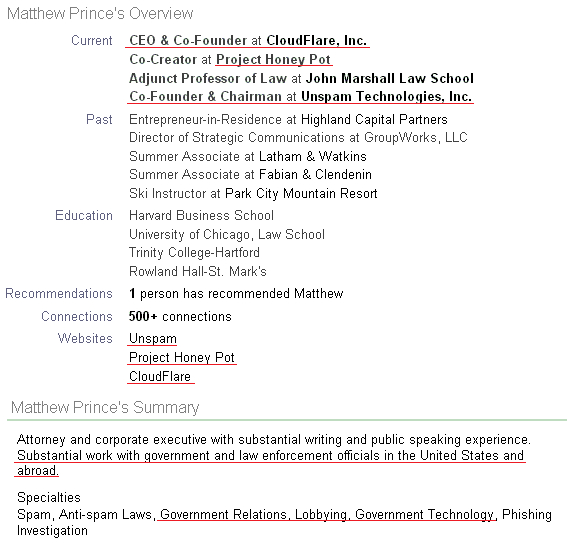 Matthew Prince's Overview
Current CEO & Co-Founder at CloudFlare, Inc.
Co-Creator at Project Honey Pot
Adjunct Professor of Law at John Marshall Law School
Co-Founder & Chairman at Unspam Technologies, Inc.
Past Entrepreneur-in-Residence at Highland Capital Partners
Director of Strategic Communications at GroupWorks, LLC
Summer Associate at Latham & Watkins
Summer Associate at Fabian & Clendenin
Ski Instructor at Park City Mountain Resort
Education Harvard Business School
University of Chicago, Law School
Trinity College-Hartford
Rowland Hall-St. Mark's
Recommendations 1 person has recommended Matthew
Connections 500+ connections
Websites Unspam
Project Honey Pot
CloudFlare
Matthew Prince's Summary
Attorney and corporate executive with substantial writing and public speaking experience.
Substantial work with government and law enforcement officials in the United States and
abroad.
Specialties
Spam, Anti-spam Laws, Government Relations, Lobbying, Government Technology, Phishing
Investigation